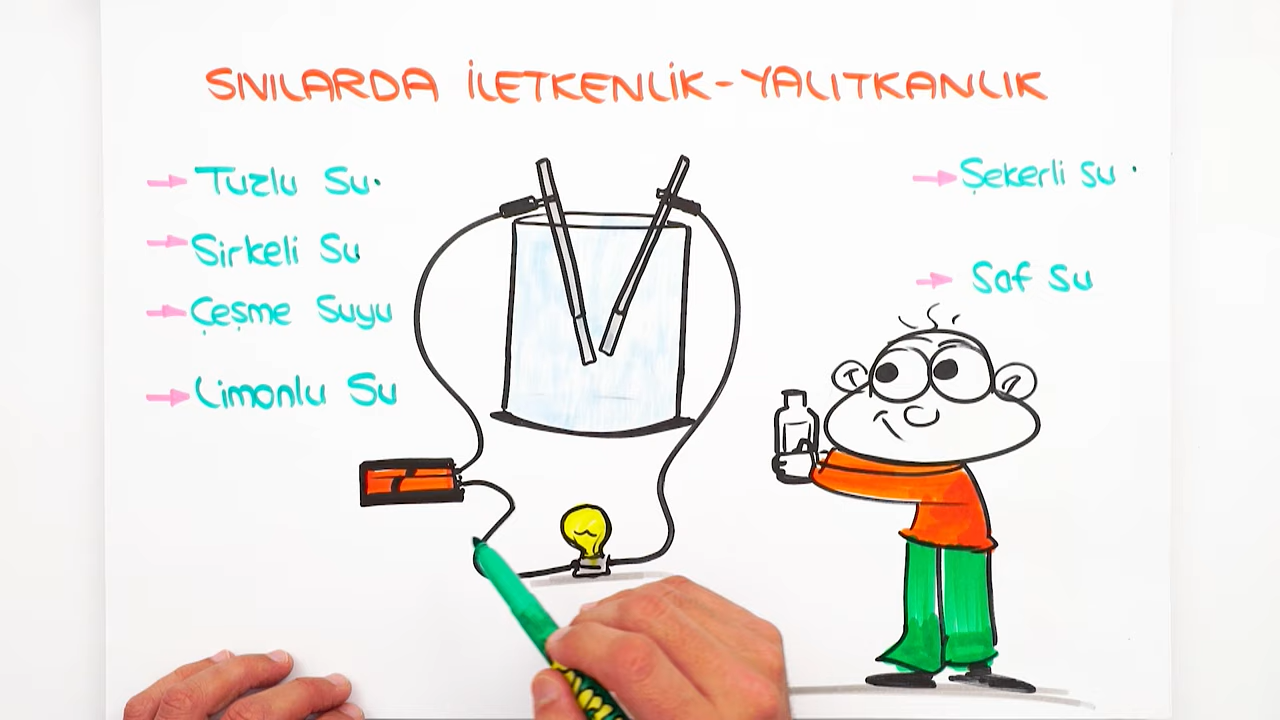 SIVILARDA İLETKENLİK-YALITKANLIK
Tuzlu Su
Sirkeli Su
Çeşme Suyu
Limonlu Su
Şekerli su
Saf su